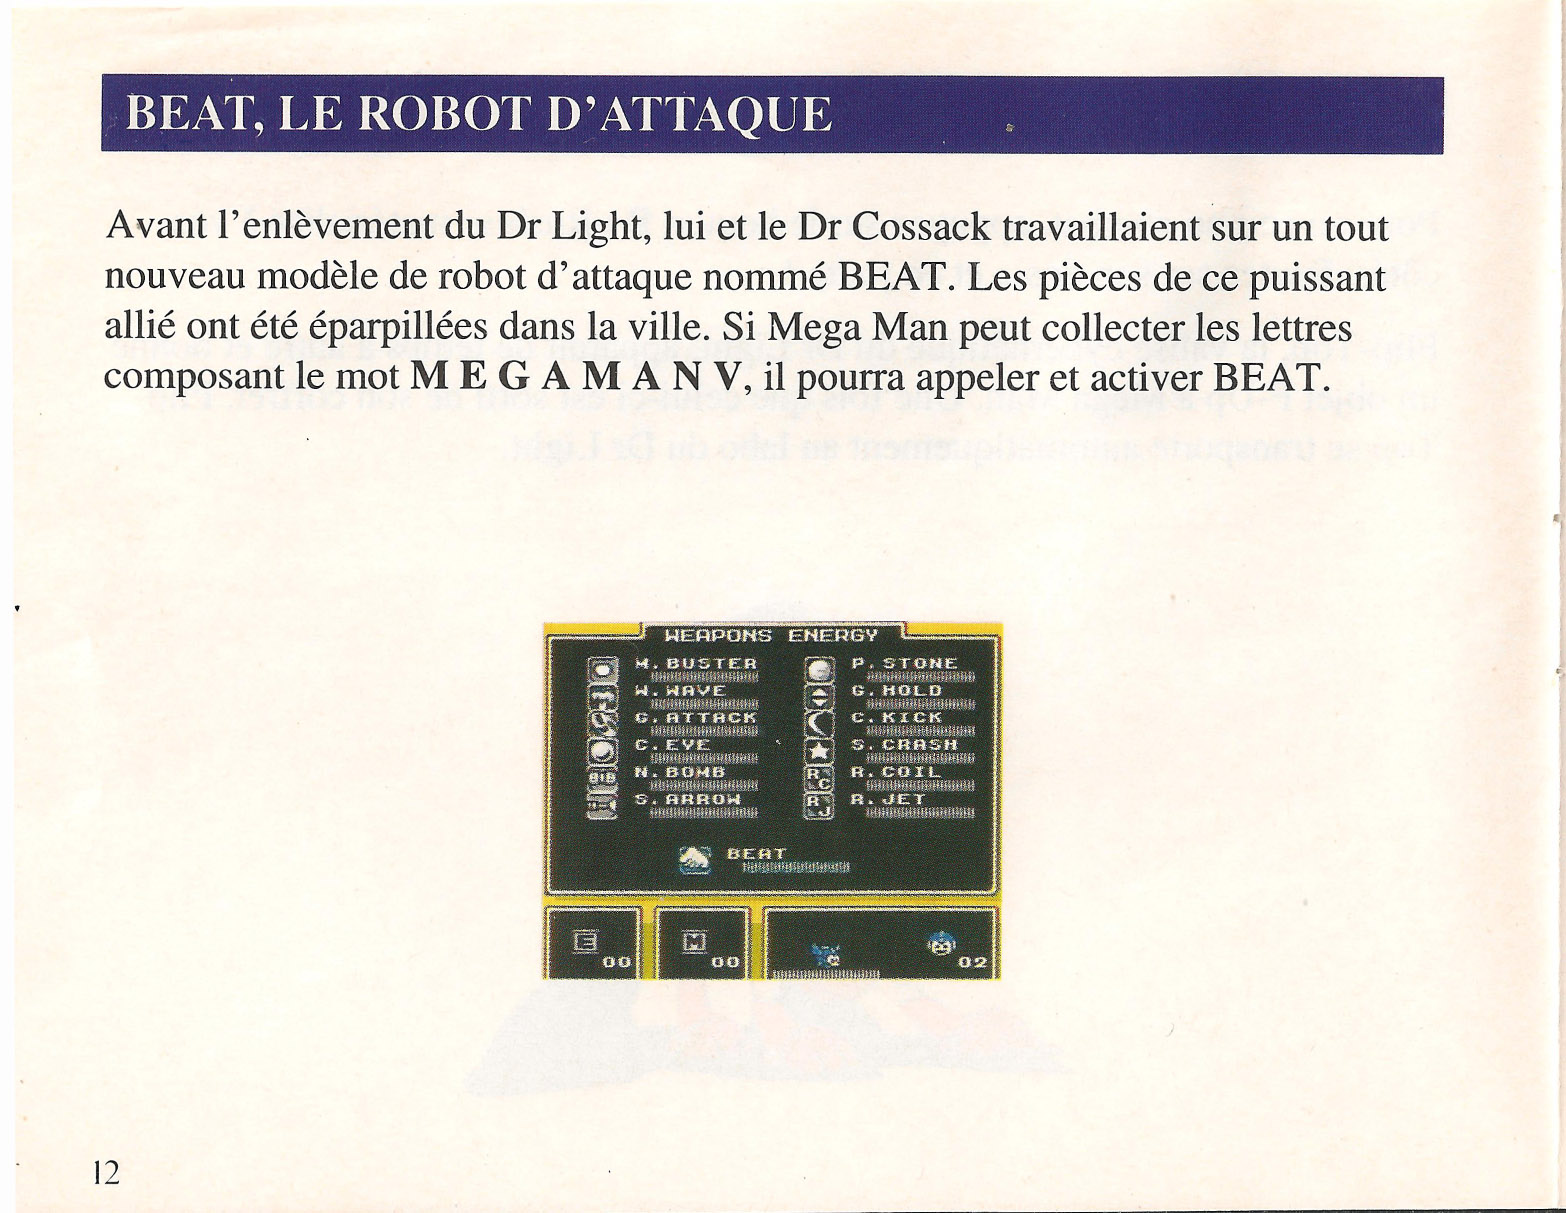 BEAT, LE ROBOT D'ATTAQUE
Avant l'enlèvement du Dr Light, lui et le Dr Cossack travaillaient sur un tout
nouveau modèle de robot d'attaque nommé BEAT. Les pièces de ce puissant
allié ont été éparpillées dans la ville. Si Mega Man peut collecter les lettres
composant le mot M E G A M A N V, il pourra appeler et activer BEAT.
WEAPONS ENERGY
M. BUSTER
W. WAVE
G. ATTACK
C. EYE
N. BOMB
S. ARROW
P. STONE
G. HOLD
C. KICK
S. CRASH
R C R. COIL
R J R. JET
BEAT
E 00
M 00
02
12